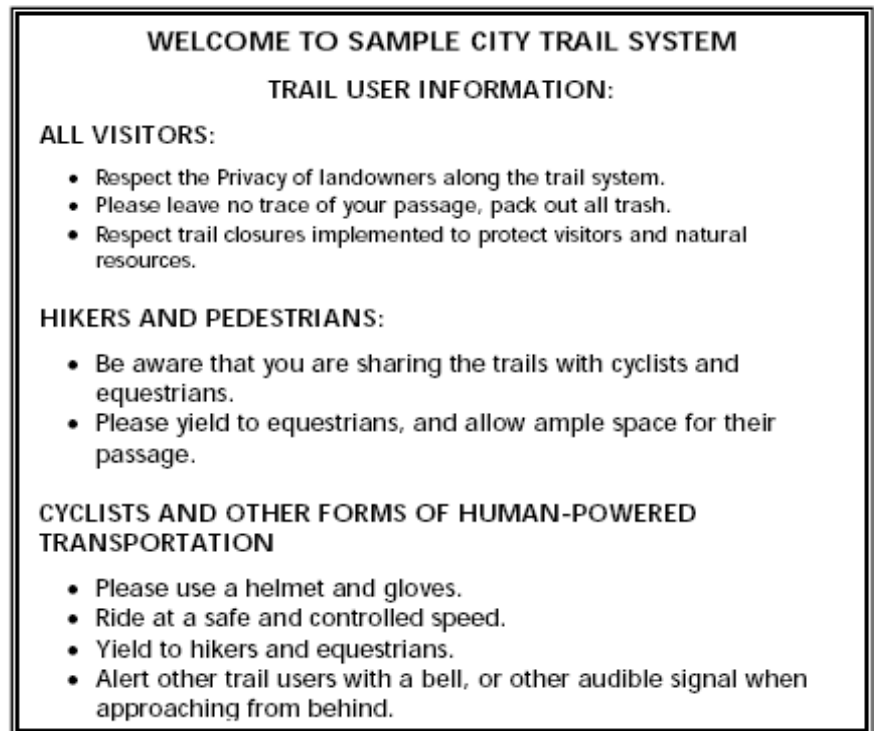 WELCOME TO SAMPLE CITY TRAIL SYSTEM
TRAIL USER INFORMATION:
ALL VISITORS:
• Respect the Privacy of landowners along the trail system.
• Please leave no trace of your passage, pack out all trash.
• Respect trail closures implemented to protect visitors and natural
resources.
HIKERS AND PEDESTRIANS:
• Be aware that you are sharing the trails with cyclists and
equestrians.
• Please yield to equestrians, and allow ample space for their
passage.
CYCLISTS AND OTHER FORMS OF HUMAN-POWERED
TRANSPORTATION
• Please use a helmet and gloves.
• Ride at a safe and controlled speed.
• Yield to hikers and equestrians.
• Alert other trail users with a bell, or other audible signal when
approaching from behind.